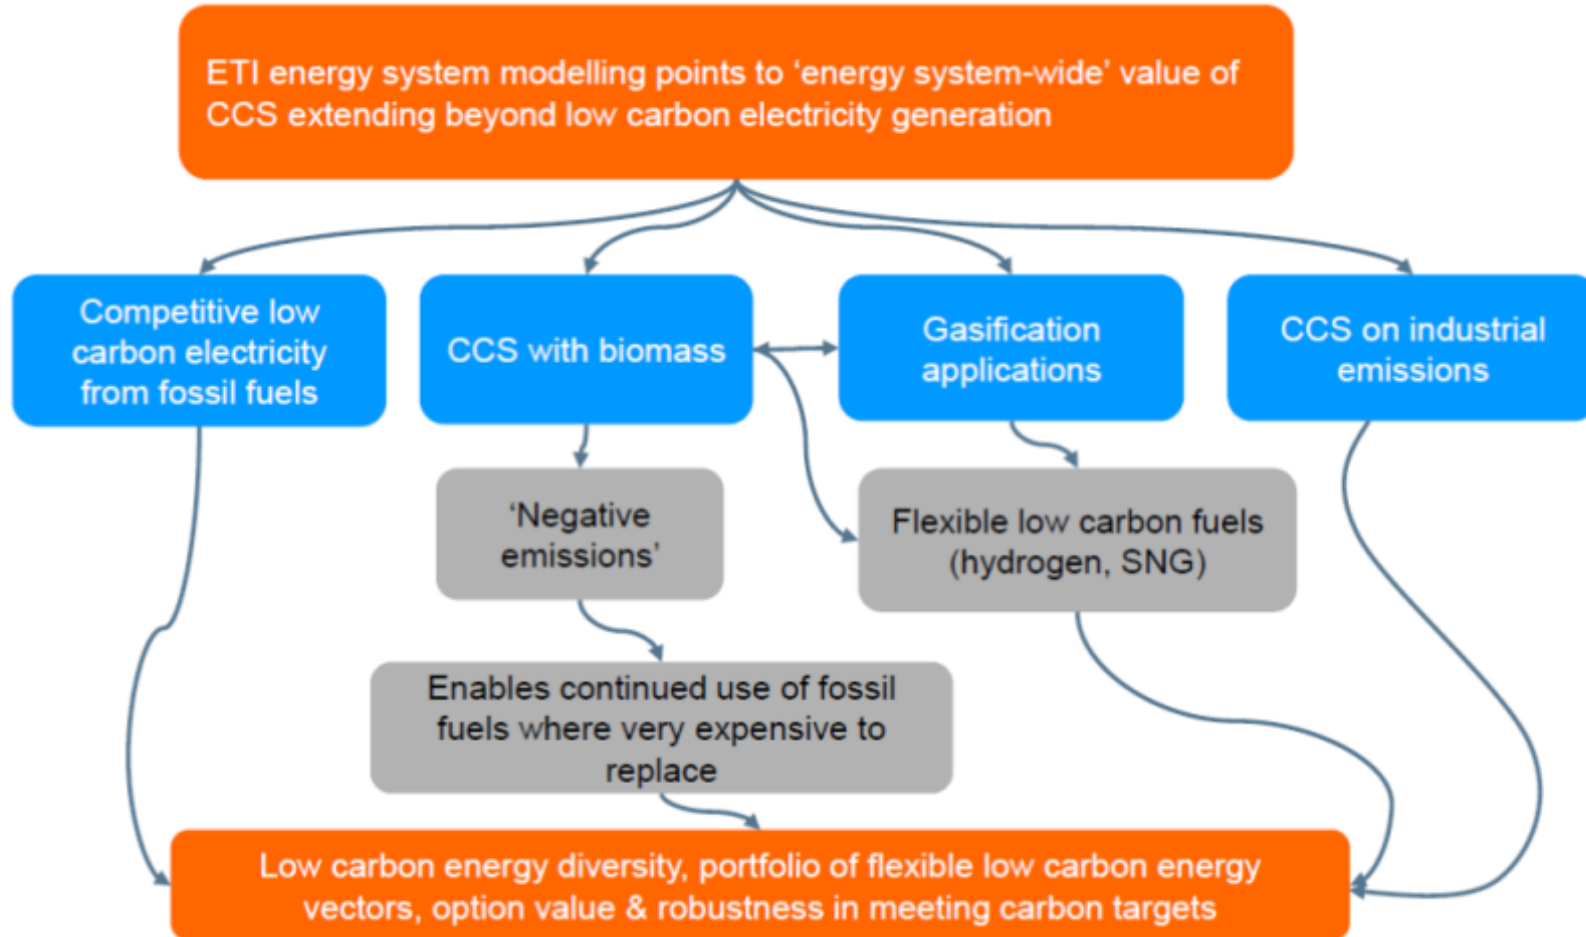 ETI energy system modelling points to ‘energy system-wide’ value of
CCS extending beyond low carbon electricity generation
Competitive low
carbon electricity
from fossil fuels
CCS with biomass
Gasification
applications
CCS on industrial
emissions
‘Negative
emissions’
Flexible low carbon fuels
(hydrogen, SNG)
Enables continued use of fossil
fuels where very expensive to
replace
Low carbon energy diversity, portfolio of flexible low carbon energy
vectors, option value & robustness in meeting carbon targets